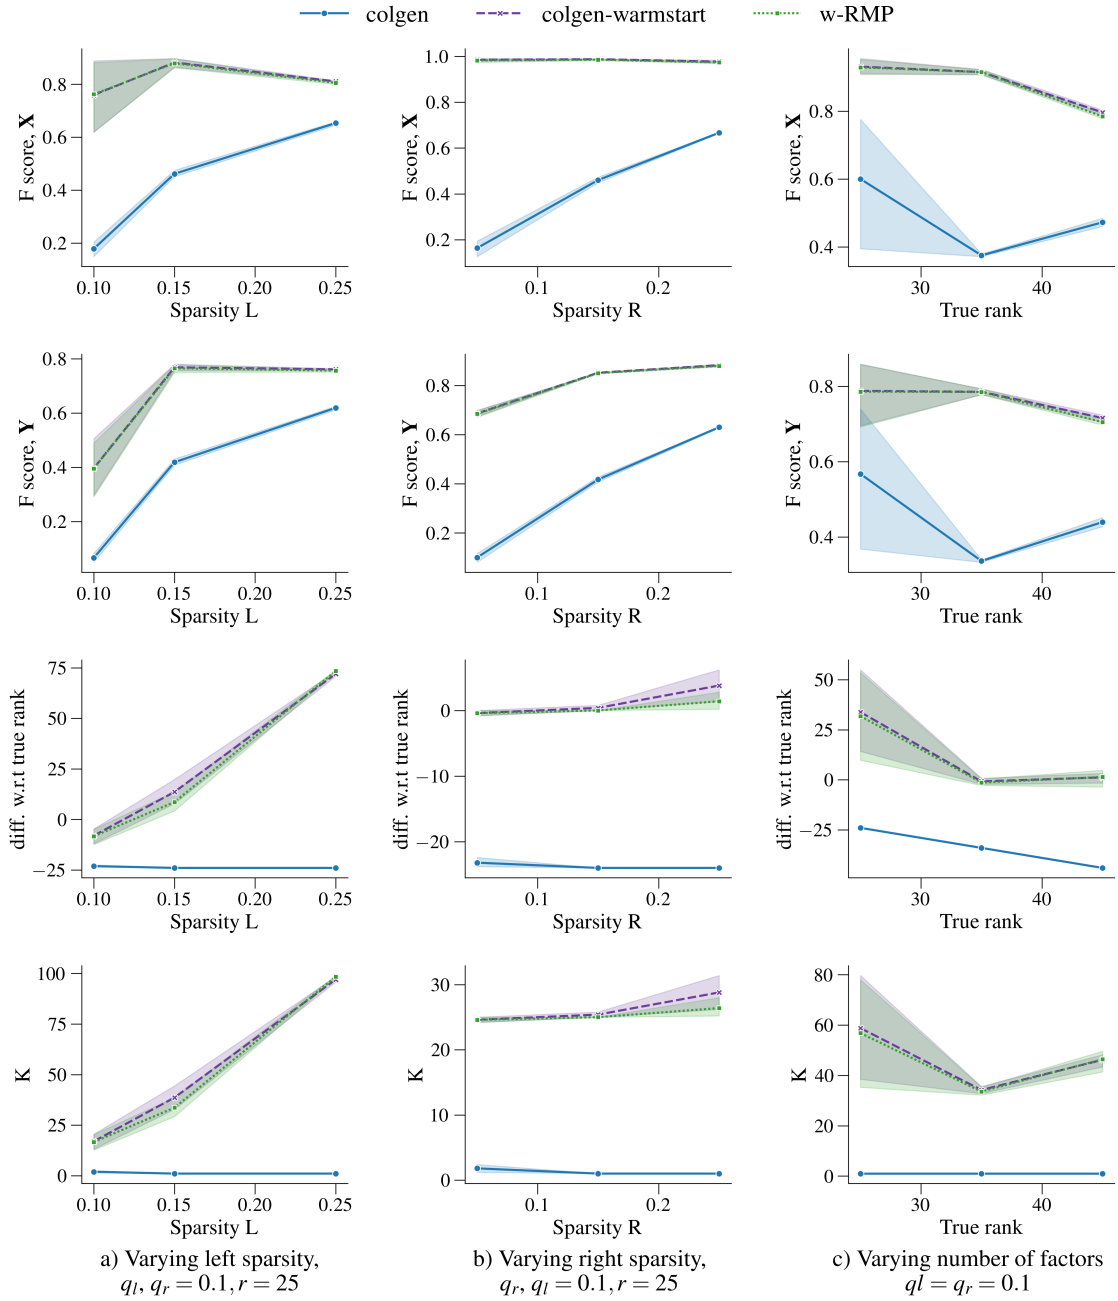 colgen
colgen-warmstart
w-RMP
F score, X
0.8
0.6
0.4
0.2
0.10
0.15
0.20
0.25
Sparsity L
F score, X
1.0
0.8
0.6
0.4
0.2
0.1
0.2
Sparsity R
F score, X
0.8
0.6
0.4
30
40
True rank
F score, Y
0.8
0.6
0.4
0.2
0.10
0.15
0.20
0.25
Sparsity L
F score, Y
0.8
0.6
0.4
0.2
0.1
0.2
Sparsity R
F score, Y
0.8
0.6
0.4
30
40
True rank
diff. w.r.t true rank
75
50
25
0
−25
0.10
0.15
0.20
0.25
Sparsity L
diff. w.r.t true rank
0
−10
−20
0.1
0.2
Sparsity R
diff. w.r.t true rank
50
25
0
−25
30
40
True rank
K
100
75
50
25
0
0.10
0.15
0.20
0.25
Sparsity L
K
30
20
10
0
0.1
0.2
Sparsity R
K
80
60
40
20
0
30
40
True rank
a) Varying left sparsity,
q_l, q_r = 0.1, r = 25
b) Varying right sparsity,
q_r, q_l = 0.1, r = 25
c) Varying number of factors
ql = q_r = 0.1